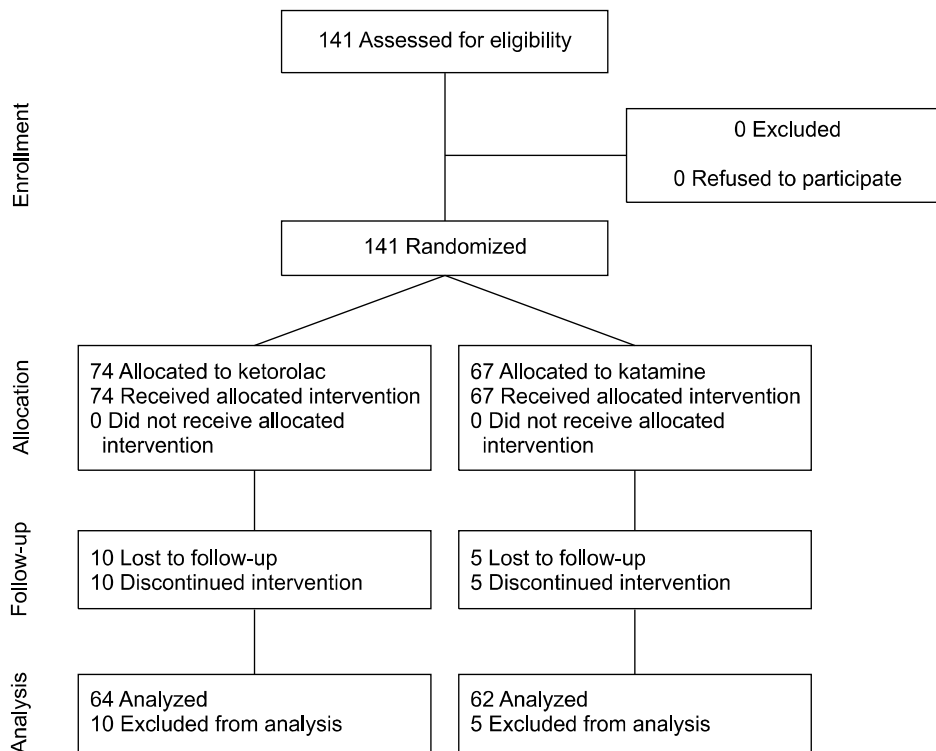 141 Assessed for eligibility
Enrollment
0 Excluded
0 Refused to participate
141 Randomized
Allocation
74 Allocated to ketorolac
74 Received allocated intervention
0 Did not receive allocated
intervention
67 Allocated to katamine
67 Received allocated intervention
0 Did not receive allocated
intervention
Follow-up
10 Lost to follow-up
10 Discontinued intervention
5 Lost to follow-up
5 Discontinued intervention
Analysis
64 Analyzed
10 Excluded from analysis
62 Analyzed
5 Excluded from analysis